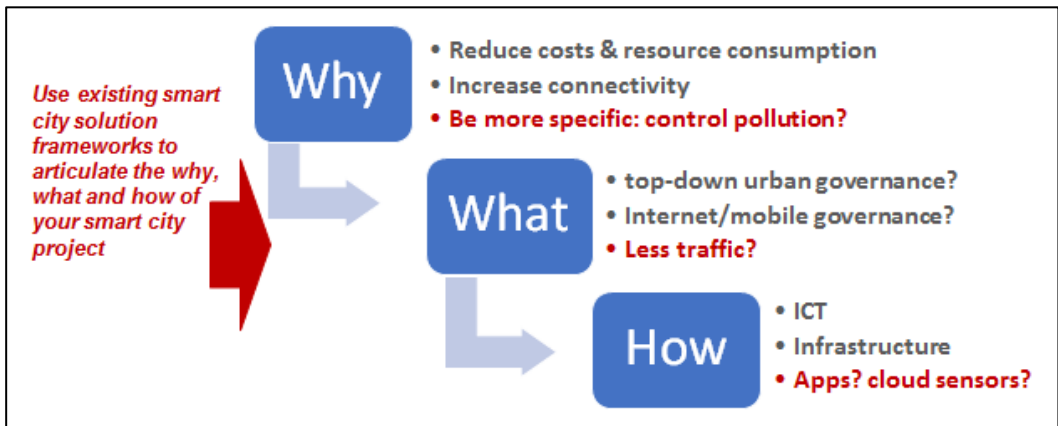 Use existing smart
city solution
frameworks to
articulate the why,
what and how of
your smart city
project
Why
• Reduce costs & resource consumption
• Increase connectivity
• Be more specific: control pollution?
What
• top-down urban governance?
• Internet/mobile governance?
• Less traffic?
How
• ICT
• Infrastructure
• Apps? cloud sensors?